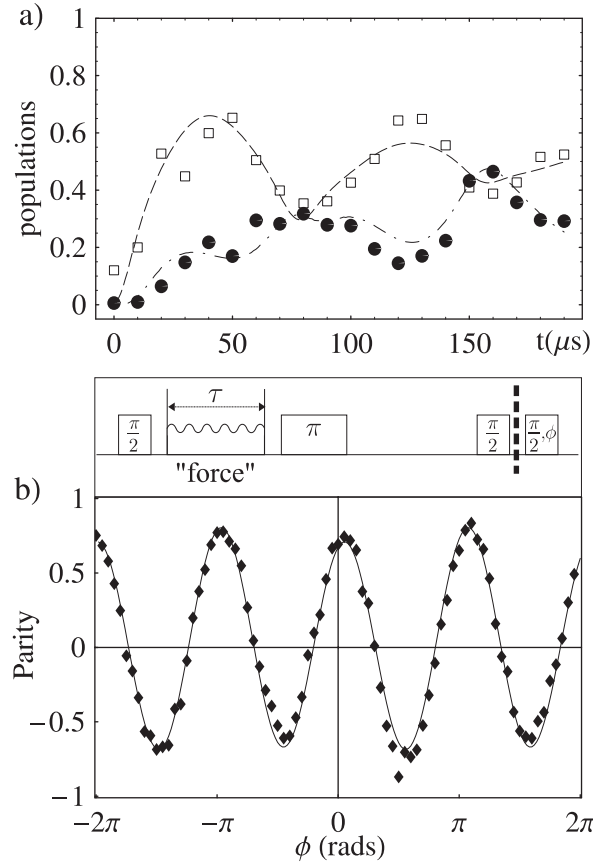 a)
1
0.8
0.6
0.4
0.2
0
populations
0 50 100 150 t(μs)
τ
π/2
π
π/2
π/2,φ
"force"
b)
1
0.5
0
−0.5
−1
Parity
−2π −π 0 π 2π
ϕ (rads)